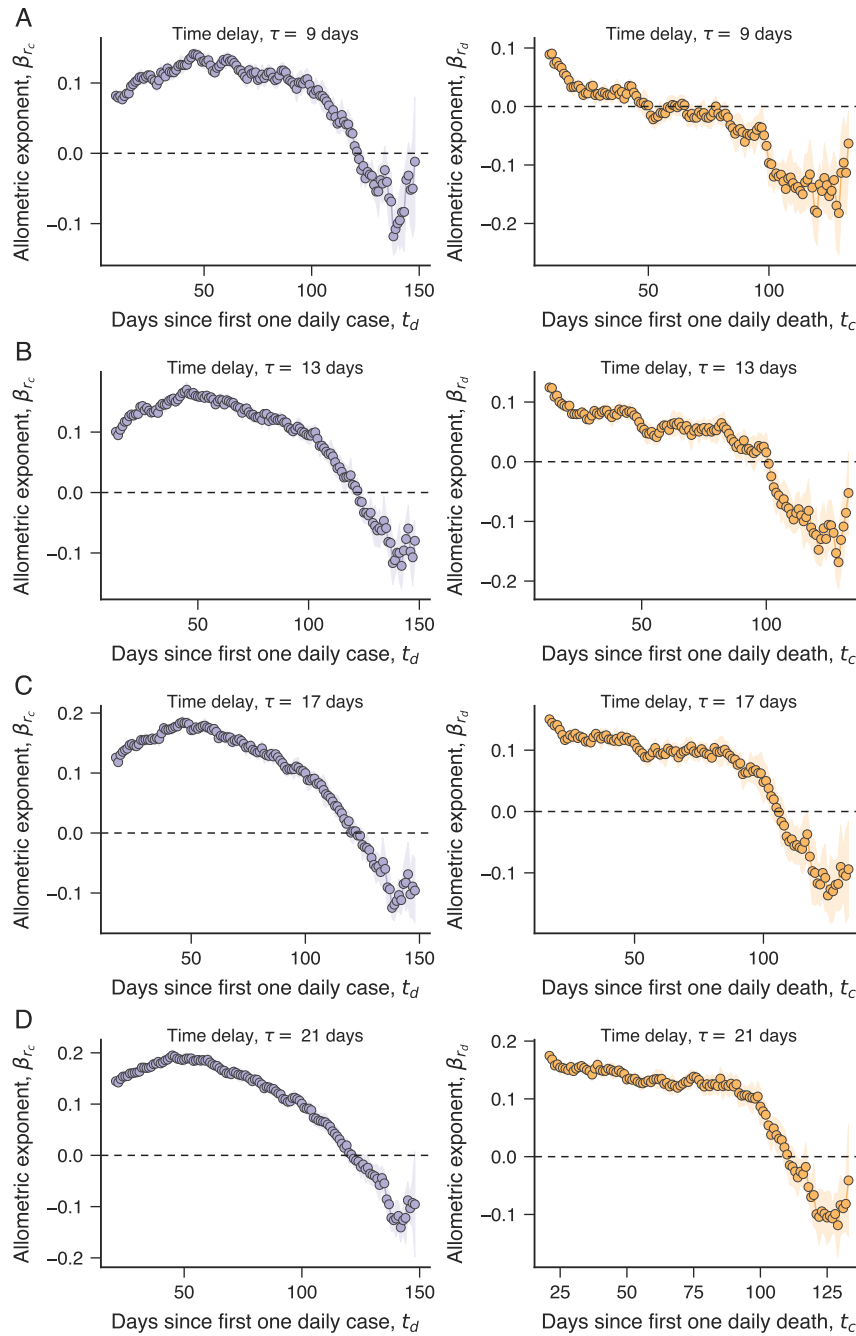 A
Time delay, τ = 9 days
Allometric exponent, β_{r_c}
0.1
0.0
−0.1
50
100
150
Days since first one daily case, t_d
Time delay, τ = 9 days
Allometric exponent, β_{r_d}
0.1
0.0
−0.1
−0.2
50
100
Days since first one daily death, t_c
B
Time delay, τ = 13 days
Allometric exponent, β_{r_c}
0.1
0.0
−0.1
50
100
150
Days since first one daily case, t_d
Time delay, τ = 13 days
Allometric exponent, β_{r_d}
0.1
0.0
−0.1
−0.2
50
100
Days since first one daily death, t_c
C
Time delay, τ = 17 days
Allometric exponent, β_{r_c}
0.2
0.1
0.0
−0.1
50
100
150
Days since first one daily case, t_d
Time delay, τ = 17 days
Allometric exponent, β_{r_d}
0.2
0.1
0.0
−0.1
50
100
Days since first one daily death, t_c
D
Time delay, τ = 21 days
Allometric exponent, β_{r_c}
0.2
0.1
0.0
−0.1
−0.2
50
100
150
Days since first one daily case, t_d
Time delay, τ = 21 days
Allometric exponent, β_{r_d}
0.2
0.1
0.0
−0.1
25
50
75
100
125
Days since first one daily death, t_c